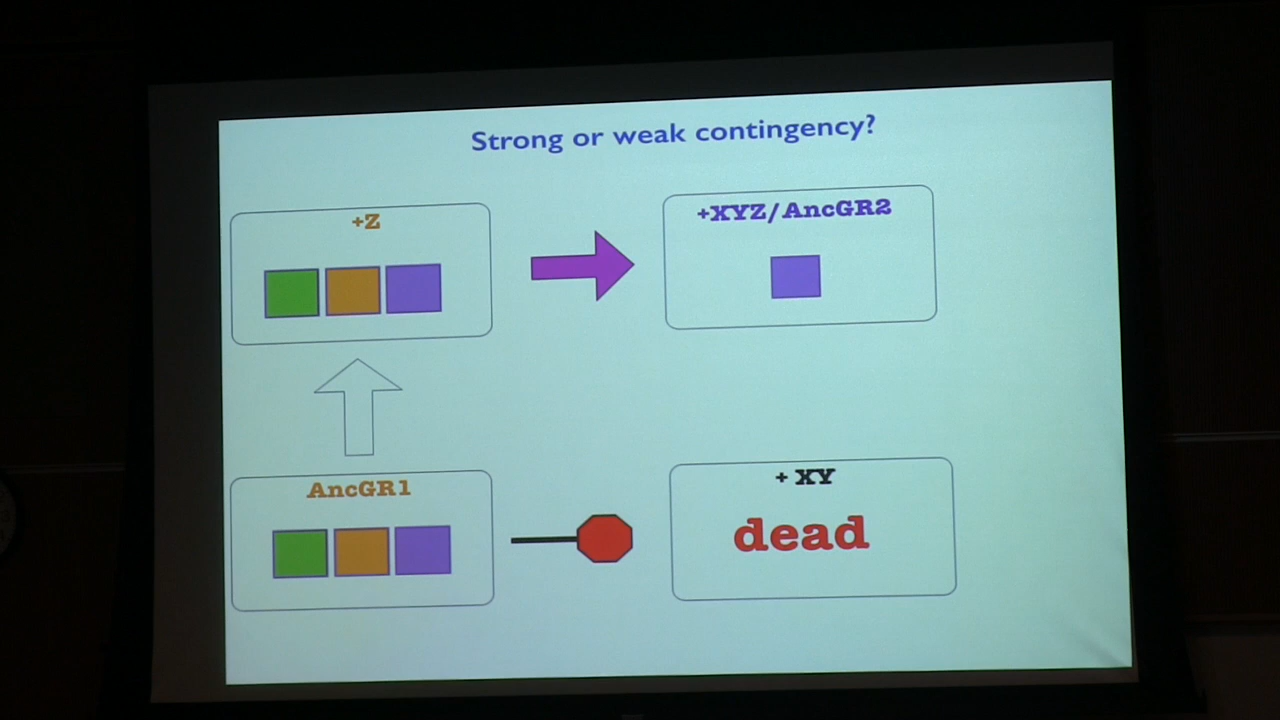 Strong or weak contingency?
+Z
+XYZ/AncGR2
AncGR1
+ XY
dead